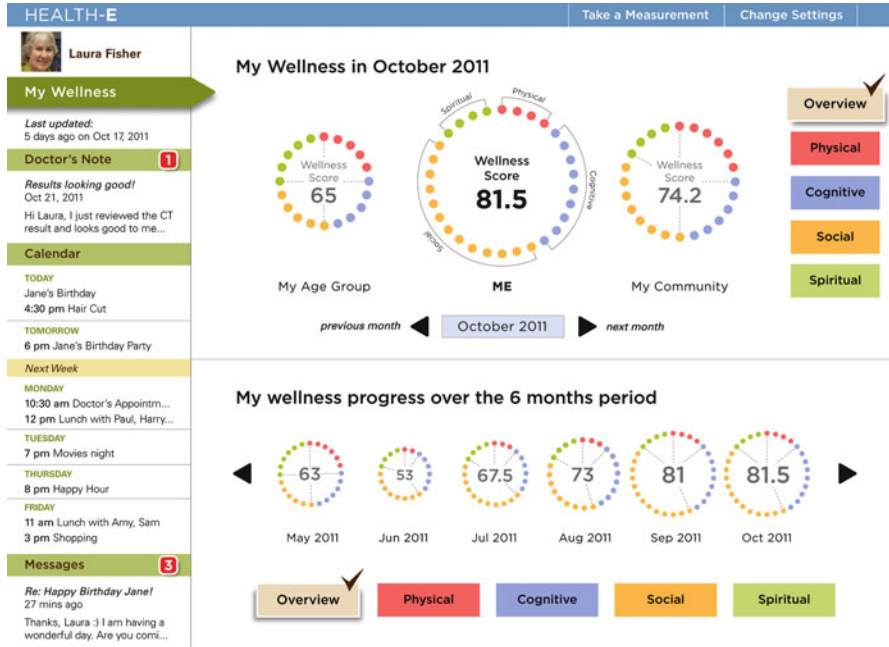 HEALTH-E
Take a Measurement
Change Settings
Laura Fisher
My Wellness
Last updated:
5 days ago on Oct 17, 2011
Doctor's Note
1
Results looking good!
Oct 21, 2011
Hi Laura, I just reviewed the CT
result and looks good to me...
Calendar
TODAY
Jane's Birthday
4:30 pm Hair Cut
TOMORROW
6 pm Jane's Birthday Party
Next Week
MONDAY
10:30 am Doctor's Appointm...
12 pm Lunch with Paul, Harry...
TUESDAY
7 pm Movies night
THURSDAY
8 pm Happy Hour
FRIDAY
11 am Lunch with Amy, Sam
3 pm Shopping
Messages
3
Re: Happy Birthday Jane!
27 mins ago
Thanks, Laura :) I am having a
wonderful day. Are you comi...
My Wellness in October 2011
Wellness
Score
65
My Age Group
Spiritual
Physical
Cognitive
Social
Wellness
Score
81.5
ME
Wellness
Score
74.2
My Community
previous month
October 2011
next month
Overview
Physical
Cognitive
Social
Spiritual
My wellness progress over the 6 months period
63
53
67.5
73
81
81.5
May 2011
Jun 2011
Jul 2011
Aug 2011
Sep 2011
Oct 2011
Overview
Physical
Cognitive
Social
Spiritual